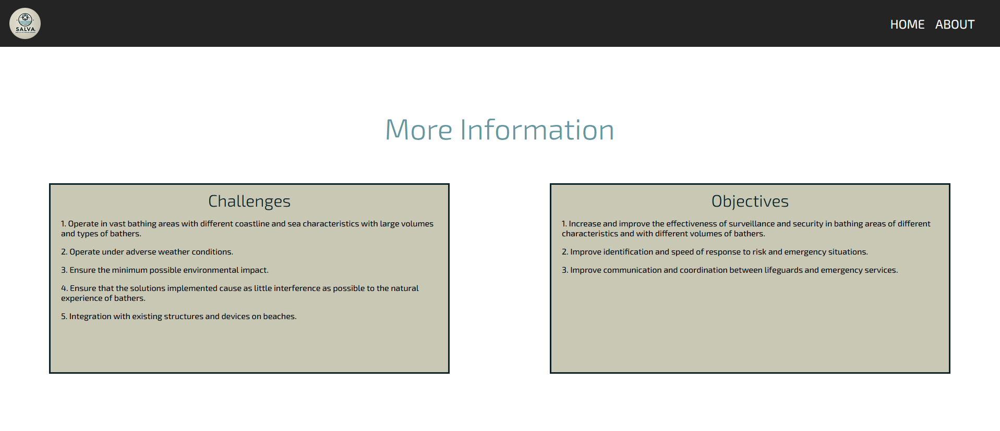 SALVA
HOME ABOUT
More Information
Challenges
1. Operate in vast bathing areas with different coastline and sea characteristics with large volumes
and types of bathers.
2. Operate under adverse weather conditions.
3. Ensure the minimum possible environmental impact.
4. Ensure that the solutions implemented cause as little interference as possible to the natural
experience of bathers.
5. Integration with existing structures and devices on beaches.
Objectives
1. Increase and improve the effectiveness of surveillance and security in bathing areas of different
characteristics and with different volumes of bathers.
2. Improve identification and speed of response to risk and emergency situations.
3. Improve communication and coordination between lifeguards and emergency services.